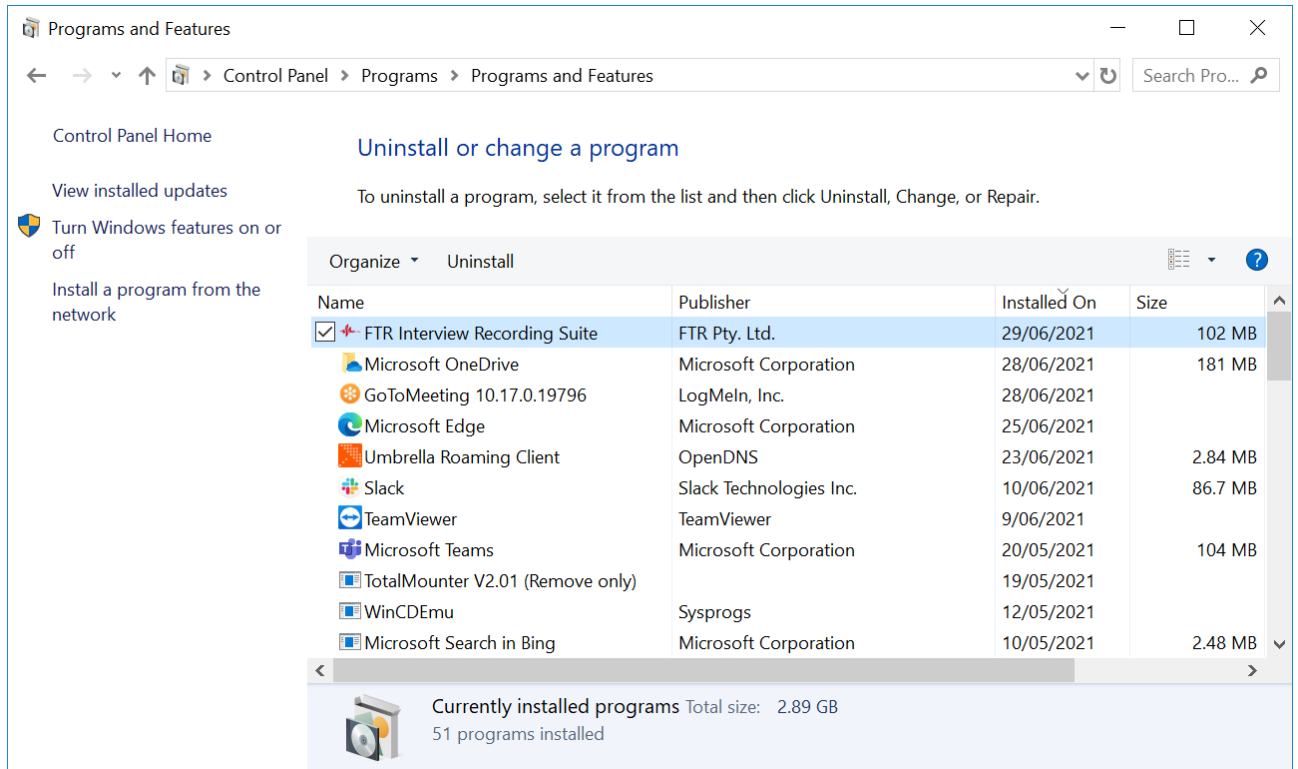 Programs and Features
Control Panel > Programs > Programs and Features
Search Pro...
Control Panel Home
View installed updates
Turn Windows features on or
off
Install a program from the
network
Uninstall or change a program
To uninstall a program, select it from the list and then click Uninstall, Change, or Repair.
Organize Uninstall
?
Name Publisher Installed On Size
FTR Interview Recording Suite FTR Pty. Ltd. 29/06/2021 102 MB
Microsoft OneDrive Microsoft Corporation 28/06/2021 181 MB
GoToMeeting 10.17.0.19796 LogMeIn, Inc. 28/06/2021
Microsoft Edge Microsoft Corporation 25/06/2021
Umbrella Roaming Client OpenDNS 23/06/2021 2.84 MB
Slack Slack Technologies Inc. 10/06/2021 86.7 MB
TeamViewer TeamViewer 9/06/2021
Microsoft Teams Microsoft Corporation 20/05/2021 104 MB
TotalMounter V2.01 (Remove only) 19/05/2021
WinCDEmu Sysprogs 12/05/2021
Microsoft Search in Bing Microsoft Corporation 10/05/2021 2.48 MB
Currently installed programs Total size: 2.89 GB
51 programs installed